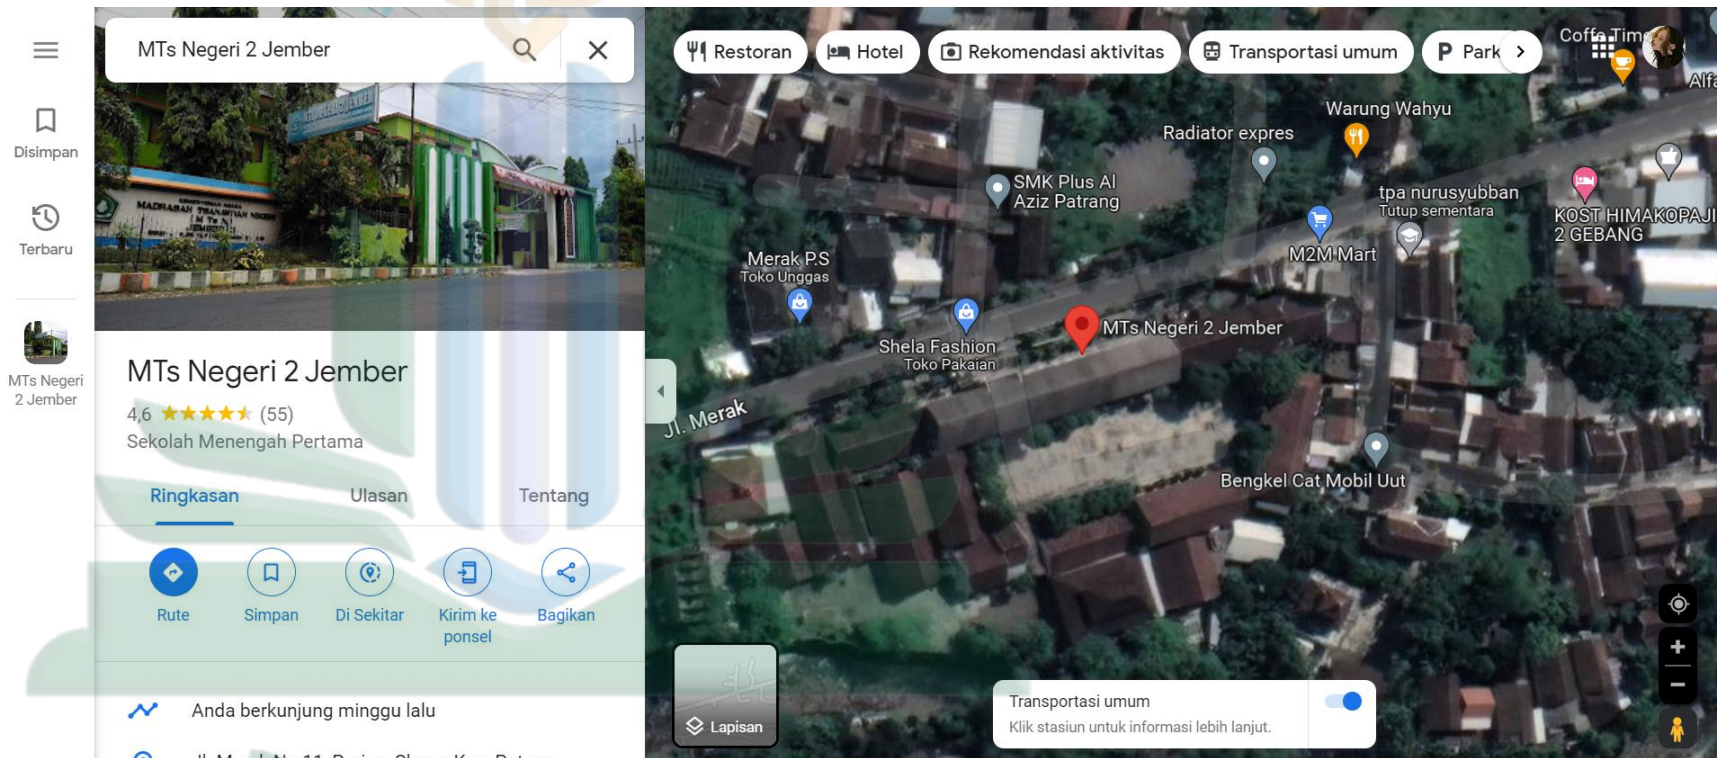 MTs Negeri 2 Jember
Disimpan
Terbaru
MTs Negeri
2 Jember
MTs Negeri 2 Jember
4,6 (55)
Sekolah Menengah Pertama
Ringkasan
Ulasan
Tentang
Rute
Simpan
Di Sekitar
Kirim ke
ponsel
Bagikan
Anda berkunjung minggu lalu
Restoran
Hotel
Rekomendasi aktivitas
Transportasi umum
P Park
Coffe Time
Alfa
Warung Wahyu
Radiator expres
SMK Plus Al
Aziz Patrang
tpa nurusyubban
Tutup sementara
KOST HIMAKOPAJI
2 GEBANG
M2M Mart
Merak P.S
Toko Unggas
MTs Negeri 2 Jember
Shela Fashion
Toko Pakaian
Jl. Merak
Bengkel Cat Mobil Uut
Lapisan
Transportasi umum
Klik stasiun untuk informasi lebih lanjut.